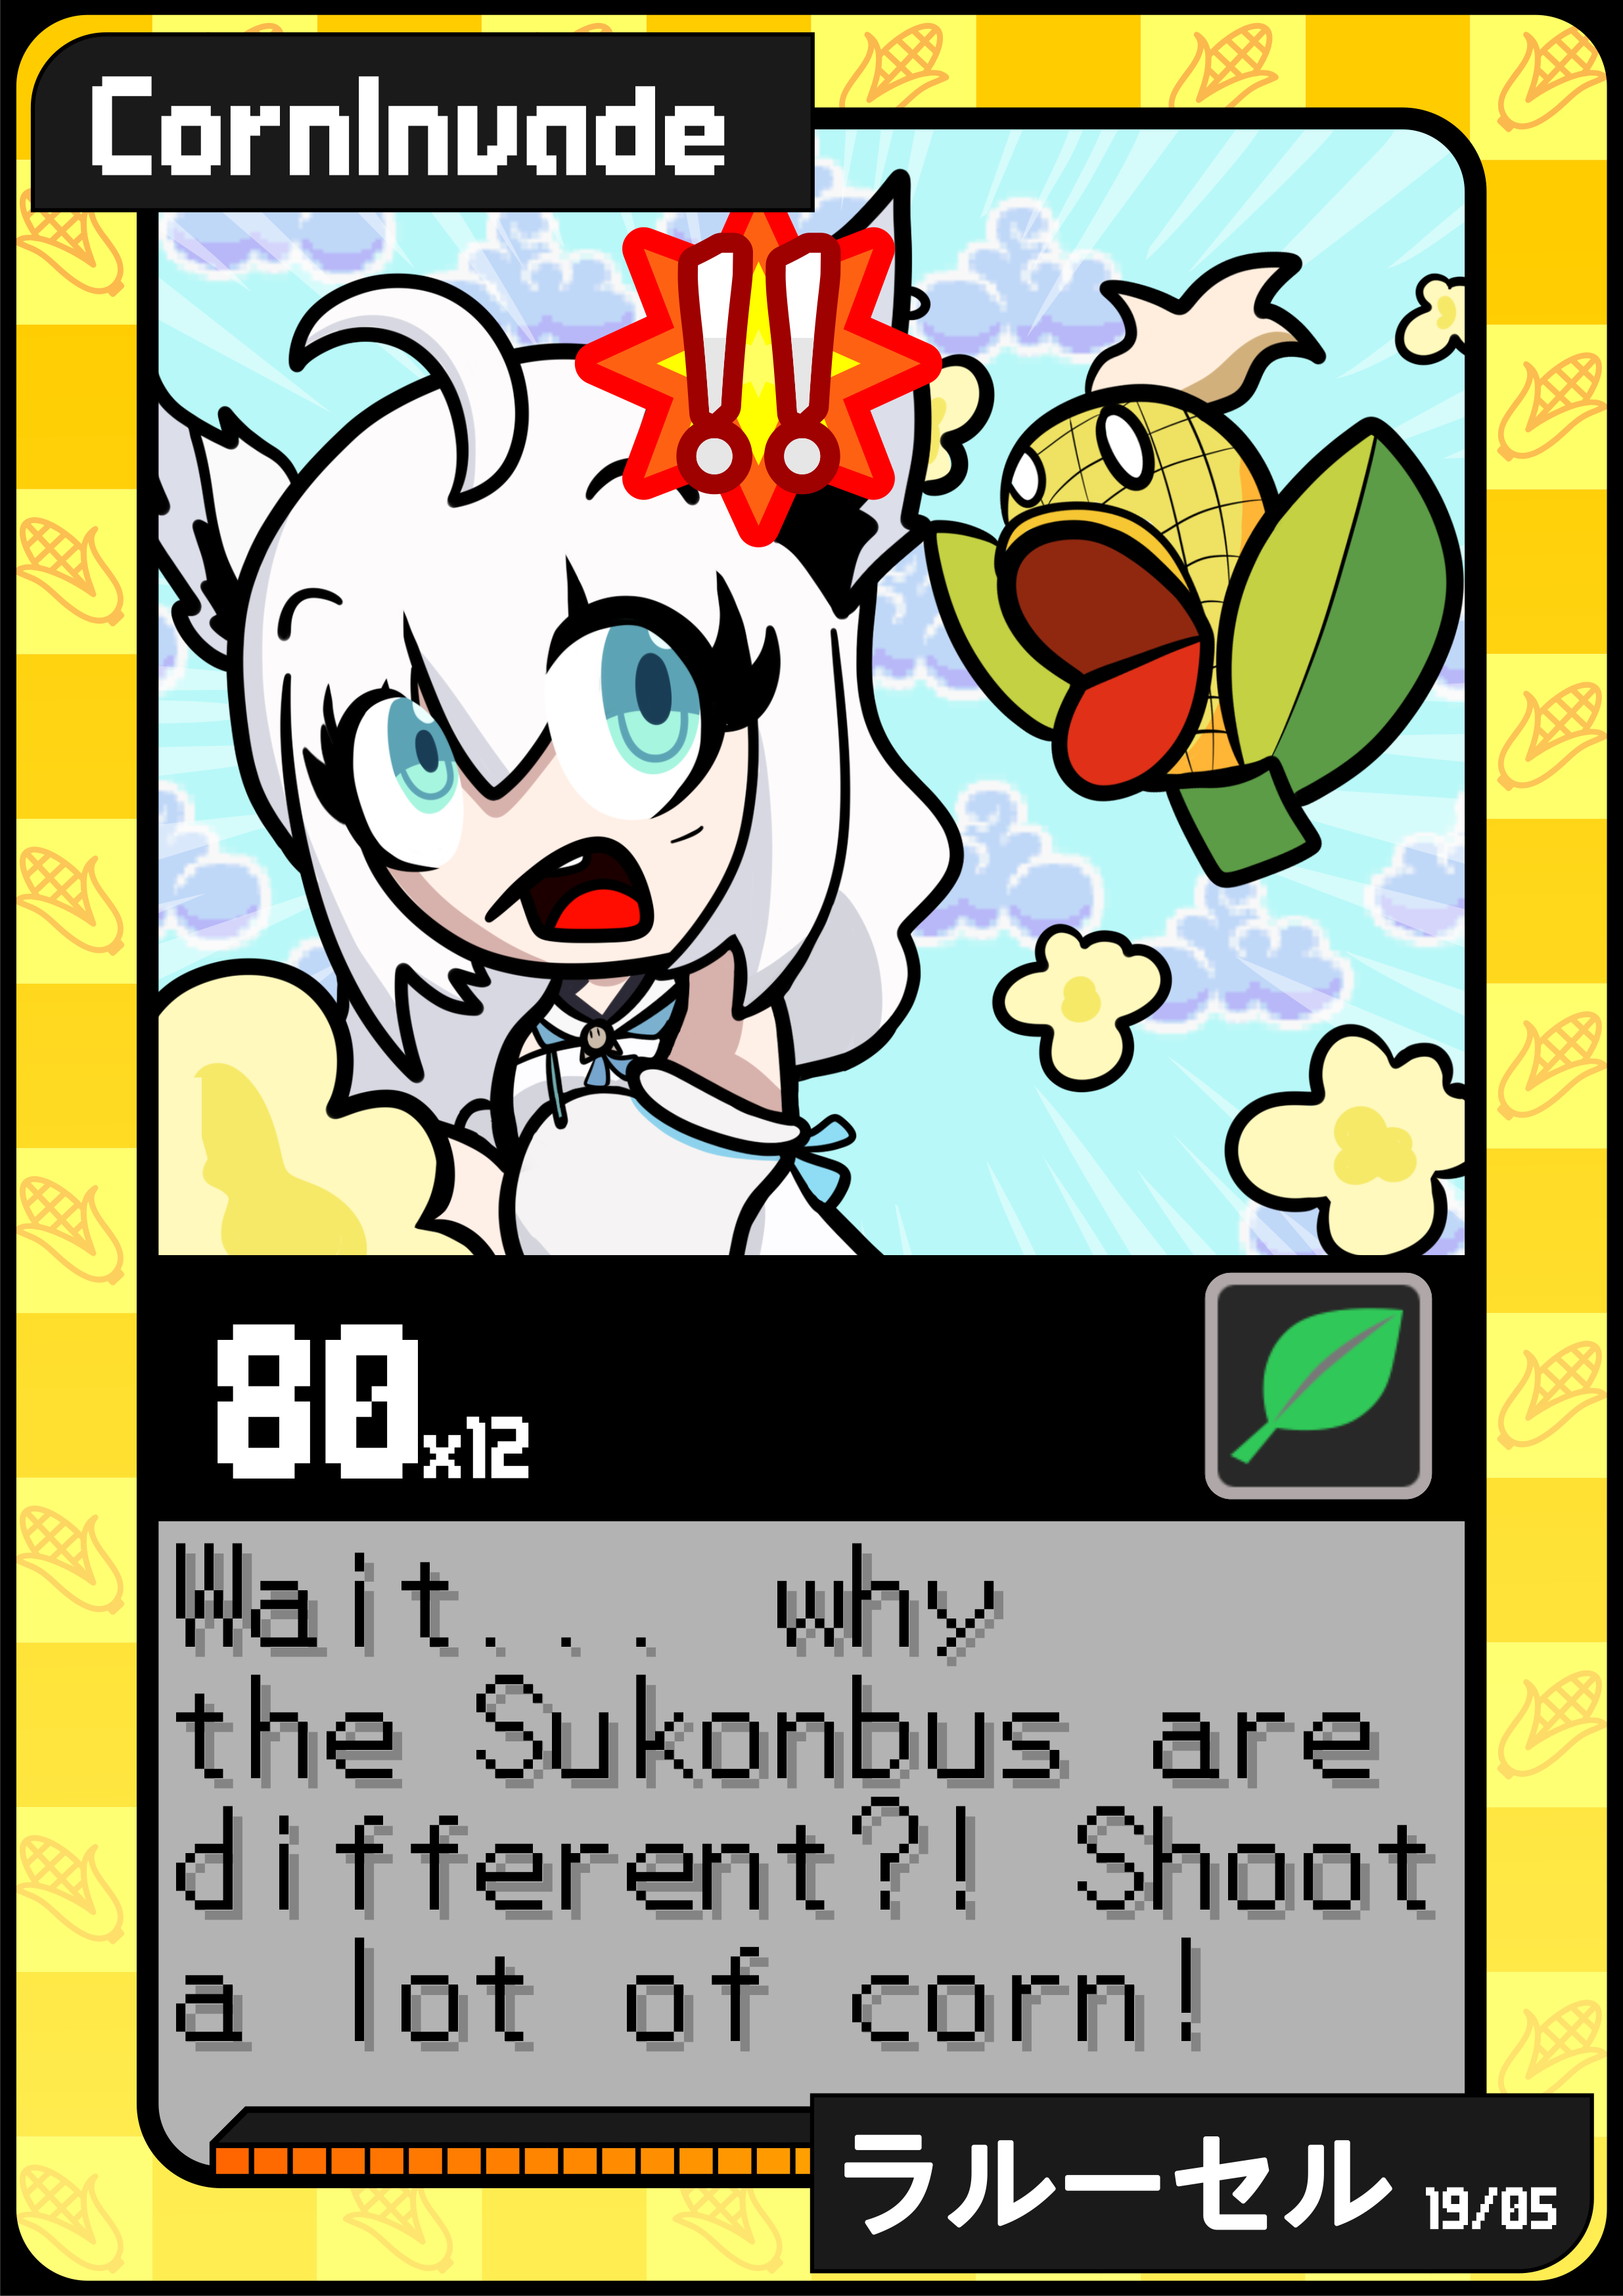 CornInvade
!!
80x12
Wait... why
the Sukonbus are
different?! Shoot
a lot of corn!
ラルーセル 19/05